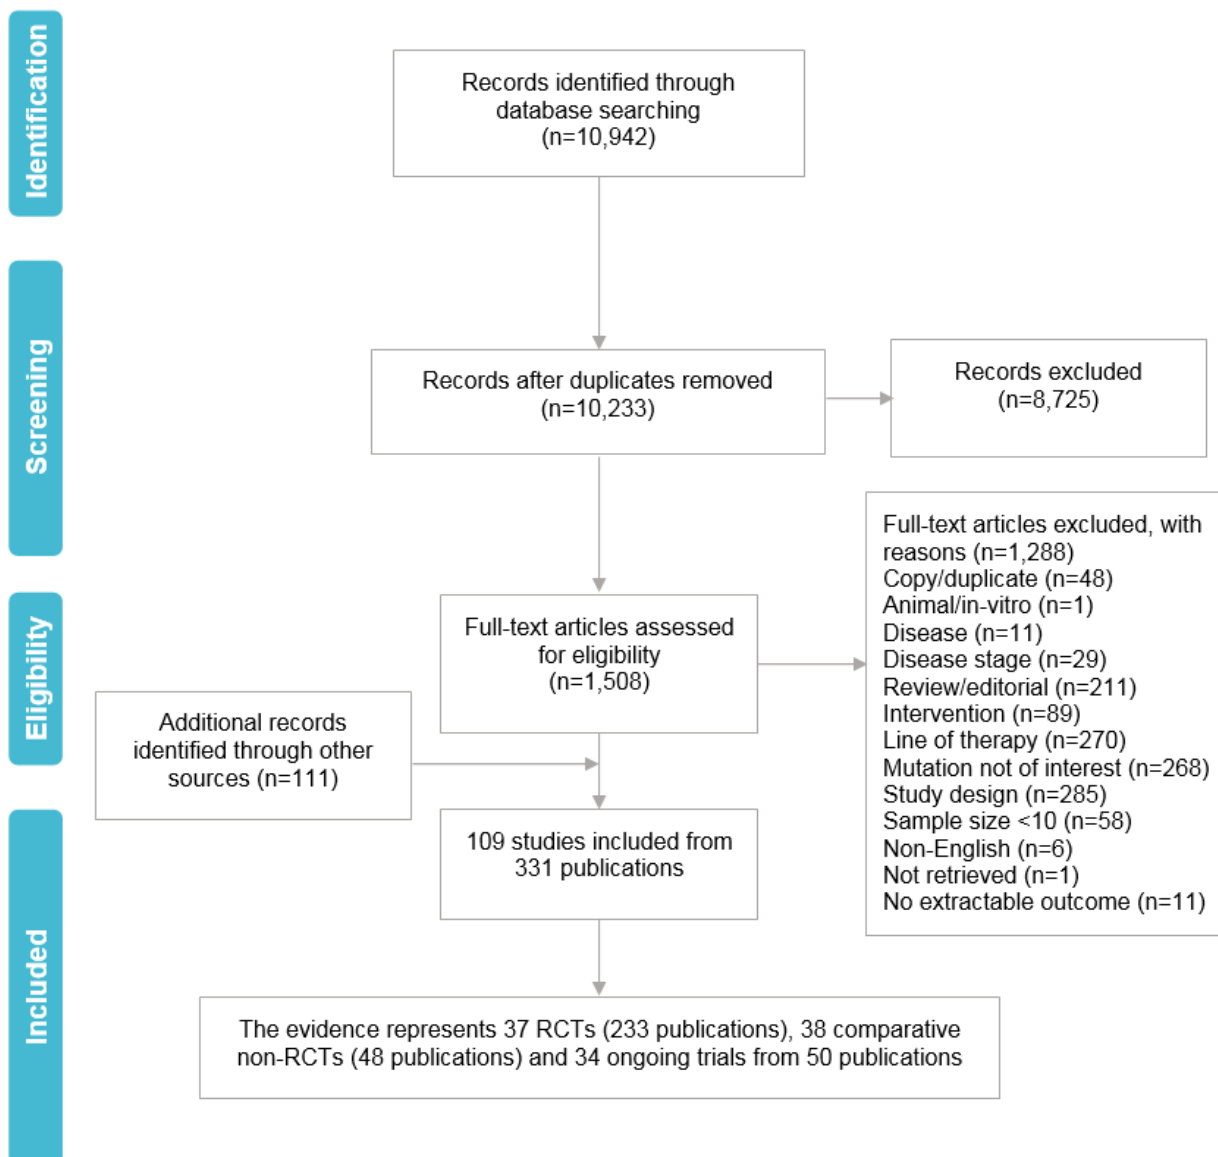 Identification
Records identified through
database searching
(n=10,942)
Screening
Records after duplicates removed
(n=10,233)
Records excluded
(n=8,725)
Eligibility
Full-text articles assessed
for eligibility
(n=1,508)
Full-text articles excluded, with
reasons (n=1,288)
Copy/duplicate (n=48)
Animal/in-vitro (n=1)
Disease (n=11)
Disease stage (n=29)
Review/editorial (n=211)
Intervention (n=89)
Line of therapy (n=270)
Mutation not of interest (n=268)
Study design (n=285)
Sample size <10 (n=58)
Non-English (n=6)
Not retrieved (n=1)
No extractable outcome (n=11)
Additional records
identified through other
sources (n=111)
Included
109 studies included from
331 publications
The evidence represents 37 RCTs (233 publications), 38 comparative
non-RCTs (48 publications) and 34 ongoing trials from 50 publications